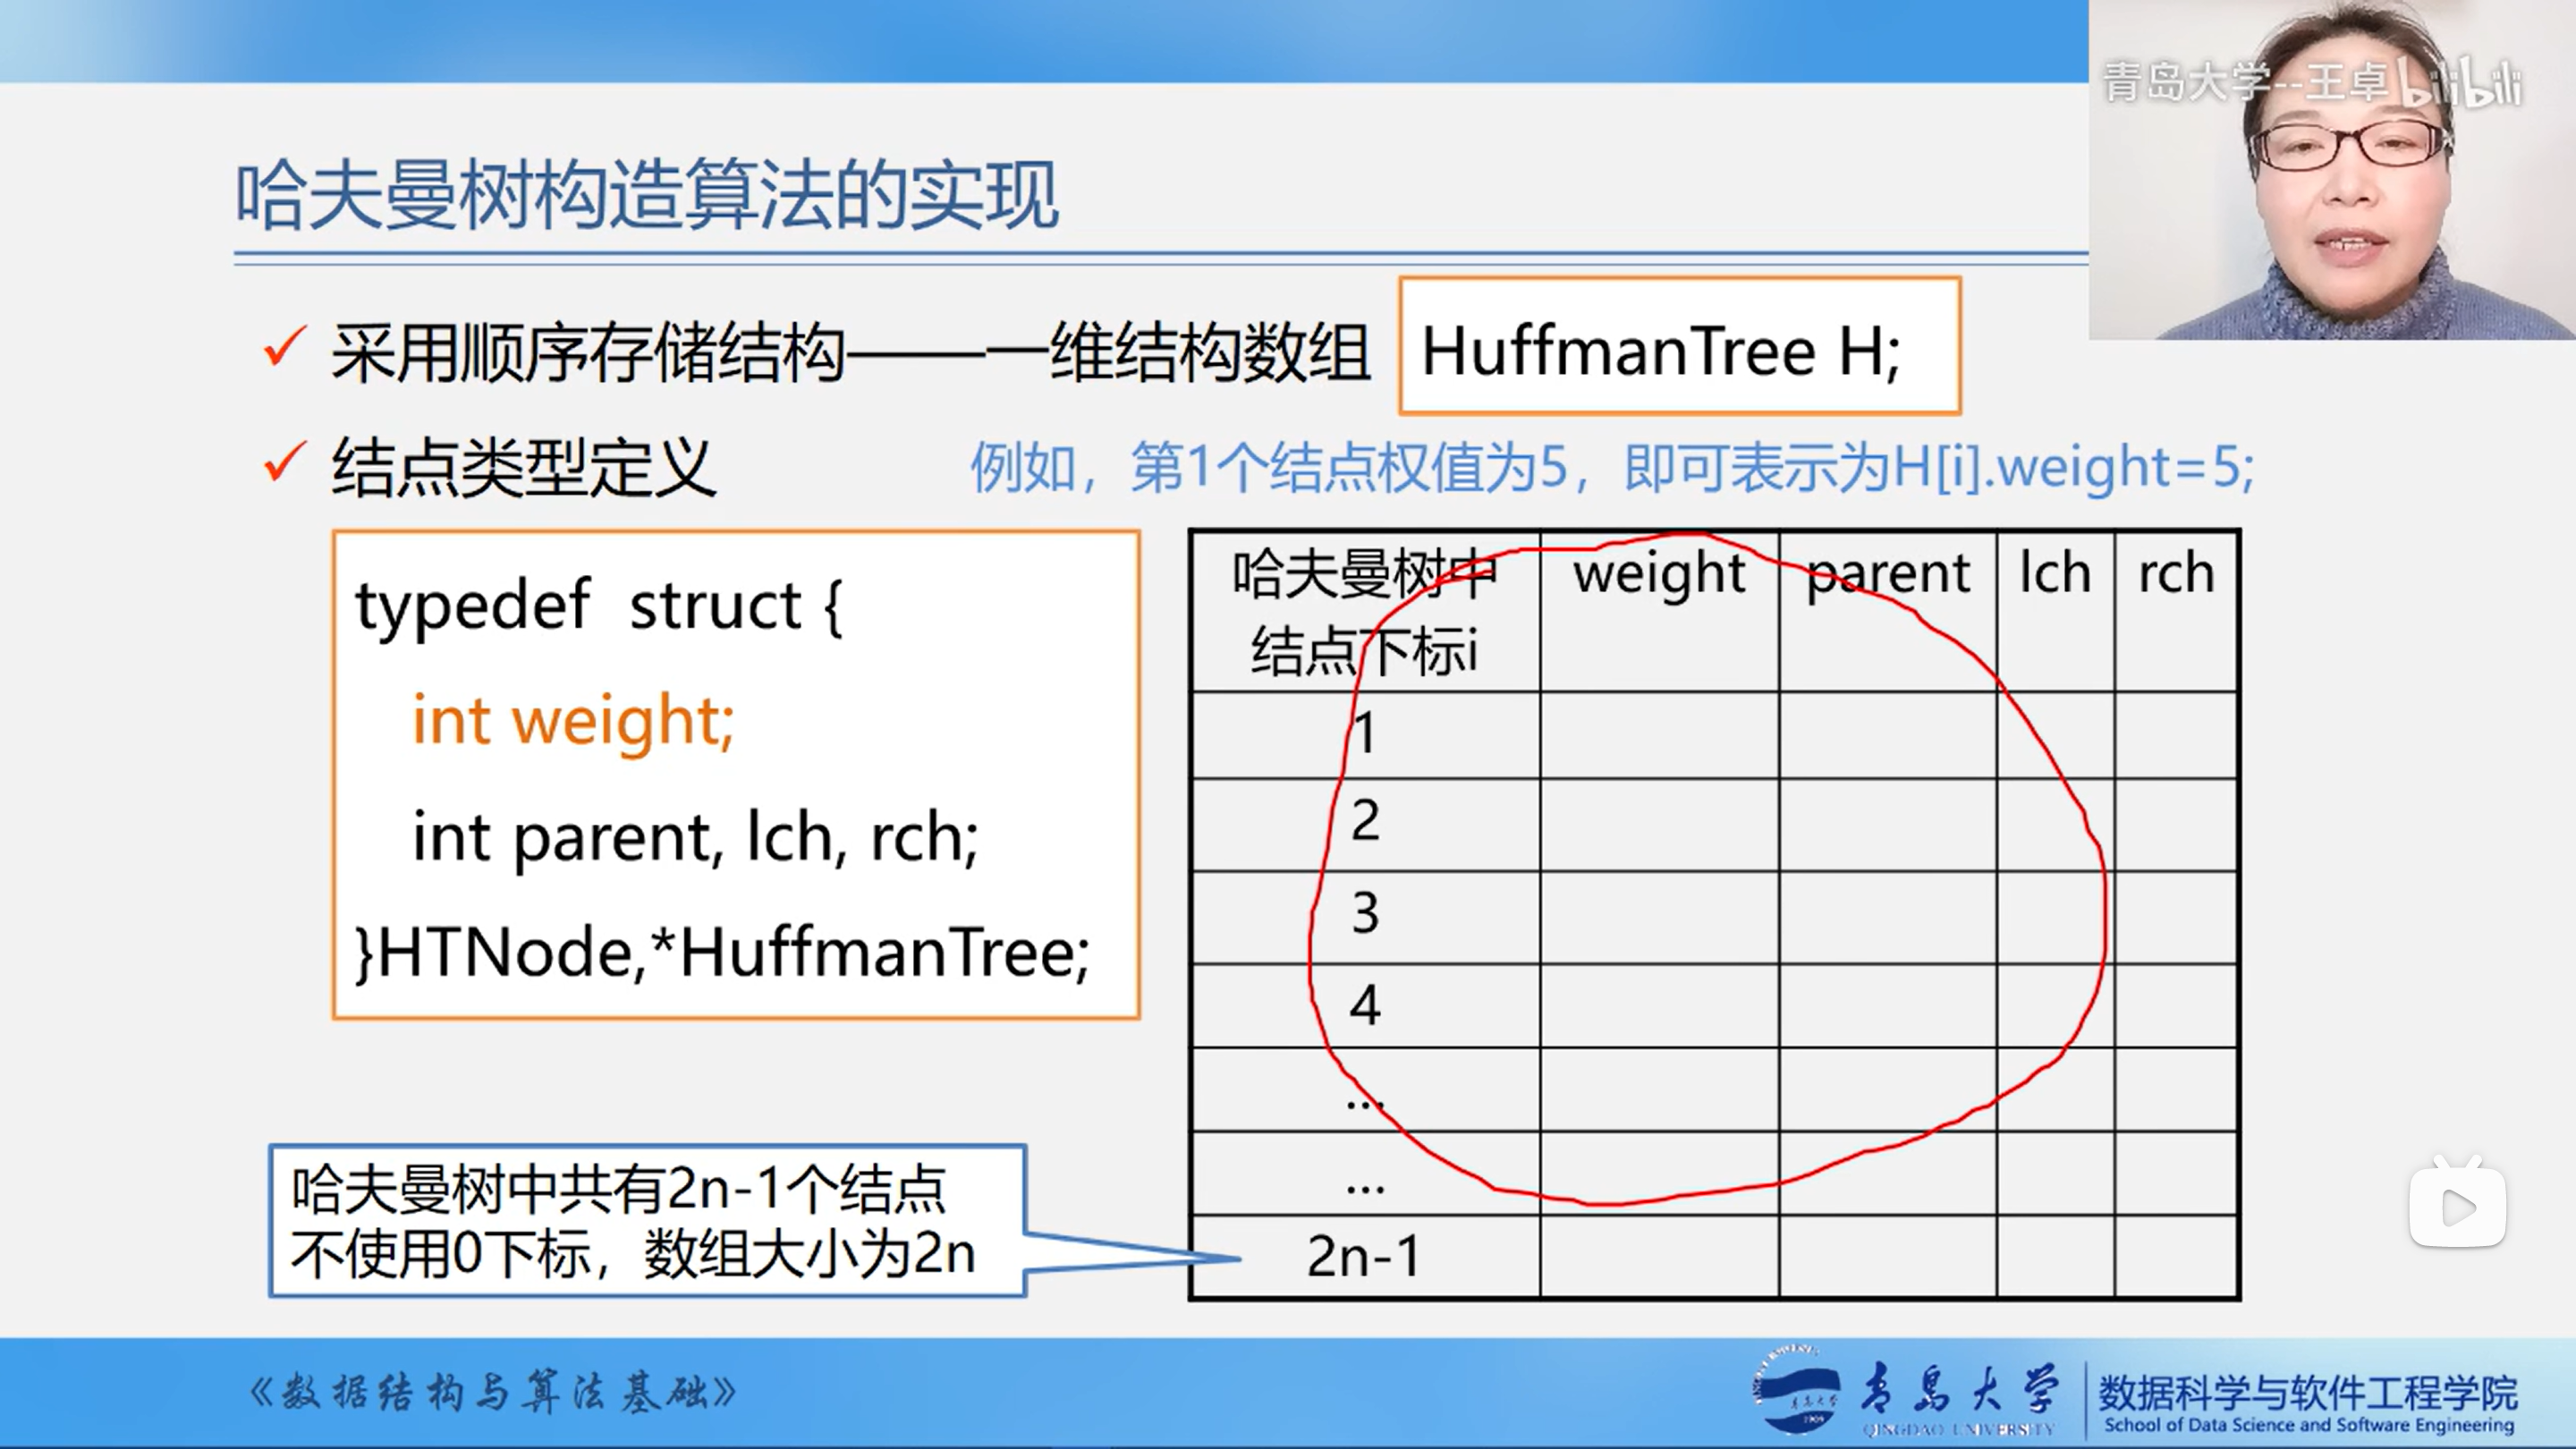 青岛大学--王卓 bilibili
哈夫曼树构造算法的实现
✓ 采用顺序存储结构——一维结构数组
HuffmanTree H;
✓ 结点类型定义
例如，第1个结点权值为5，即可表示为H[i].weight=5;
typedef struct {
int weight;
int parent, lch, rch;
}HTNode,*HuffmanTree;
哈夫曼树中 weight parent lch rch
结点下标i
1
2
3
4
...
...
2n-1
哈夫曼树中共有2n-1个结点
不使用0下标，数组大小为2n
《数据结构与算法基础》
青岛大学
QINGDAO UNIVERSITY
数据科学与软件工程学院
School of Data Science and Software Engineering